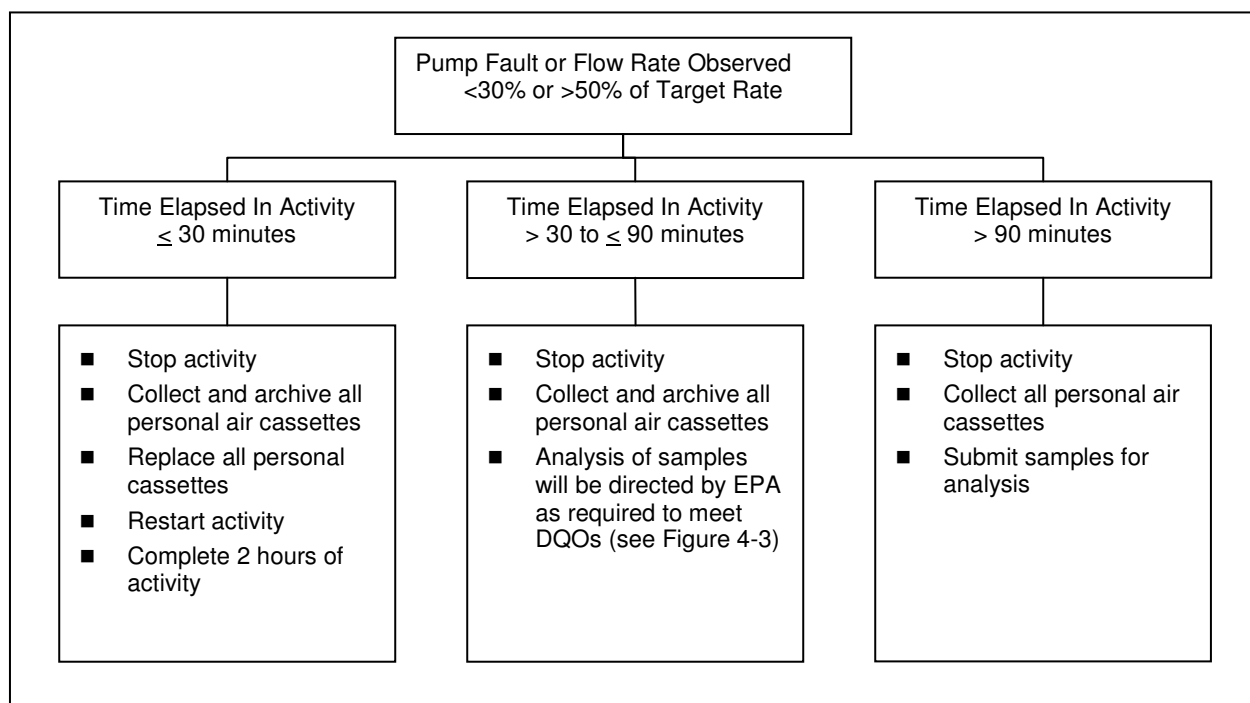 Pump Fault or Flow Rate Observed
<30% or >50% of Target Rate
Time Elapsed In Activity
≤ 30 minutes
Time Elapsed In Activity
> 30 to ≤ 90 minutes
Time Elapsed In Activity
> 90 minutes
■ Stop activity
■ Collect and archive all
personal air cassettes
■ Replace all personal
cassettes
■ Restart activity
■ Complete 2 hours of
activity
■ Stop activity
■ Collect and archive all
personal air cassettes
■ Analysis of samples
will be directed by EPA
as required to meet
DQOs (see Figure 4-3)
■ Stop activity
■ Collect all personal air
cassettes
■ Submit samples for
analysis